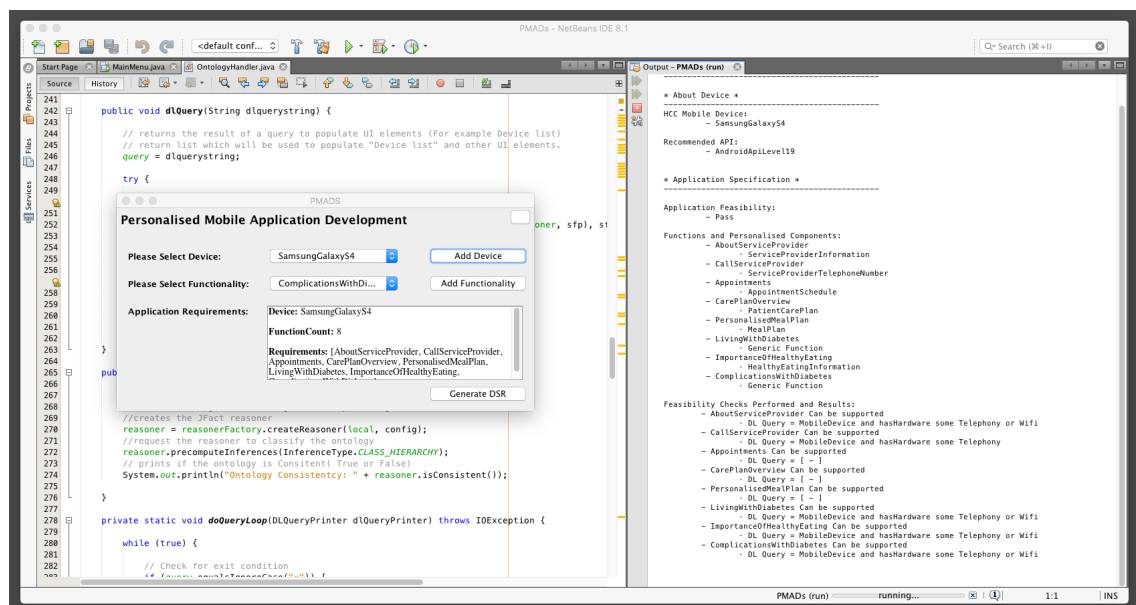 PMADs - NetBeans IDE 8.1
<default conf...
Search (⌘+I)
Start Page
MainMenu.java
OntologyHandler.java
Output - PMADs (run)
Source
History
Projects
Files
Services
241
242 public void dlQuery(String dlquerystring) {
243
244 // returns the result of a query to populate UI elements (For example Device list)
245 // return list which will be used to populate "Device list" and other UI elements.
246 query = dlquerystring;
247
248 try {
249
251
252 oner, sfp), st
253
254
255
256
258
259
260
261
262
263 }
264
265 pub
266
267
268
269 //creates the JFact reasoner
270 reasoner = reasonerFactory.createReasoner(local, config);
271 //request the reasoner to classify the ontology
272 reasoner.precomputeInferences(InferenceType.CLASS_HIERARCHY);
273 // prints if the ontology is Consitent( True or False)
274 System.out.println("Ontology Consistentcy: " + reasoner.isConsistent());
275
276 }
277
278 private static void doQueryLoop(DLQueryPrinter dlQueryPrinter) throws IOException {
279
280 while (true) {
281
282 // Check for exit condition
283 if (query.equalsIgnoreCase("x")) {
PMADS
Personalised Mobile Application Development
Please Select Device: SamsungGalaxyS4 Add Device
Please Select Functionality: ComplicationsWithDi... Add Functionality
Application Requirements: Device: SamsungGalaxyS4
FunctionCount: 8
Requirements: [AboutServiceProvider, CallServiceProvider,
Appointments, CarePlanOverview, PersonalisedMealPlan,
LivingWithDiabetes, ImportanceOfHealthyEating,
Generate DSR
* About Device *
HCC Mobile Device:
- SamsungGalaxyS4
Recommended API:
- AndroidApiLevel19
* Application Specification *
Application Feasibility:
- Pass
Functions and Personalised Components:
- AboutServiceProvider
- ServiceProviderInformation
- CallServiceProvider
- ServiceProviderTelephoneNumber
- Appointments
- AppointmentSchedule
- CarePlanOverview
- PatientCarePlan
- PersonalisedMealPlan
- MealPlan
- LivingWithDiabetes
- Generic Function
- ImportanceOfHealthyEating
- HealthyEatingInformation
- ComplicationsWithDiabetes
- Generic Function
Feasibility Checks Performed and Results:
- AboutServiceProvider Can be supported
- DL Query = MobileDevice and hasHardware some Telephony or Wifi
- CallServiceProvider Can be supported
- DL Query = MobileDevice and hasHardware some Telephony
- Appointments Can be supported
- DL Query = [ - ]
- CarePlanOverview Can be supported
- DL Query = [ - ]
- PersonalisedMealPlan Can be supported
- DL Query = [ - ]
- LivingWithDiabetes Can be supported
- DL Query = MobileDevice and hasHardware some Telephony or Wifi
- ImportanceOfHealthyEating Can be supported
- DL Query = MobileDevice and hasHardware some Telephony or Wifi
- ComplicationsWithDiabetes Can be supported
- DL Query = MobileDevice and hasHardware some Telephony or Wifi
PMADs (run) running... 1:1 INS